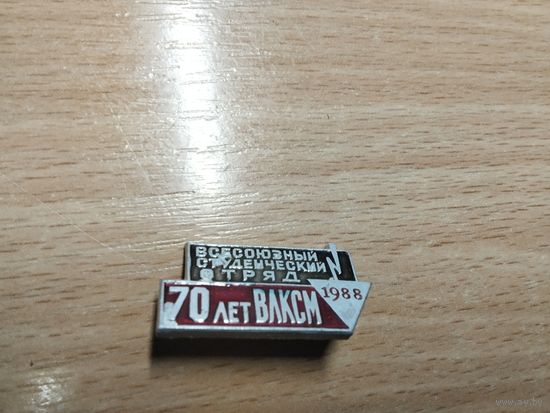 ВСЕСОЮЗНЫЙ
СТУДЕНЧЕСКИЙ
ОТРЯД
70 ЛЕТ ВЛКСМ 1988